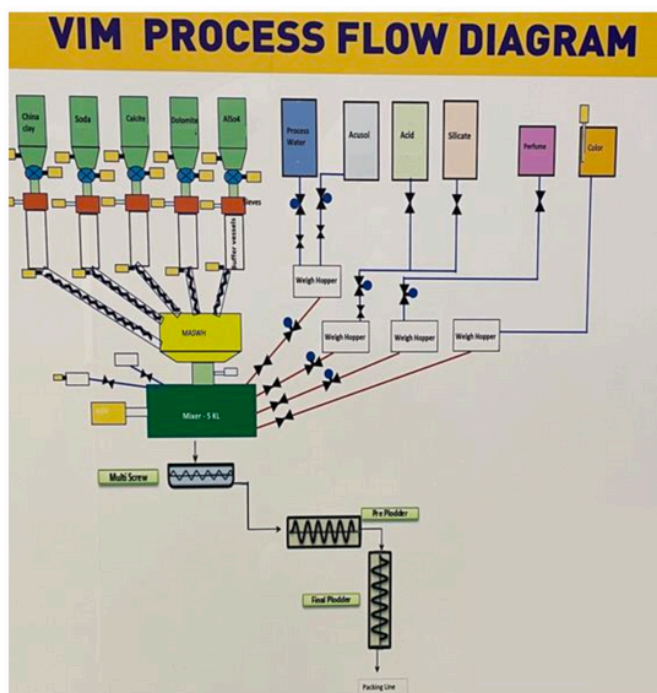 VIM PROCESS FLOW DIAGRAM
China
clay
Soda
Calcite
Dolomite
AlSo4
Process
Water
Acusol
Acid
Silicate
Perfume
Color
Sieves
Buffer vessels
Weigh Hopper
MASWH
Weigh Hopper
Weigh Hopper
Weigh Hopper
Mixer - 5 KL
Multi Screw
Pre Plodder
Final Plodder
Packing Line